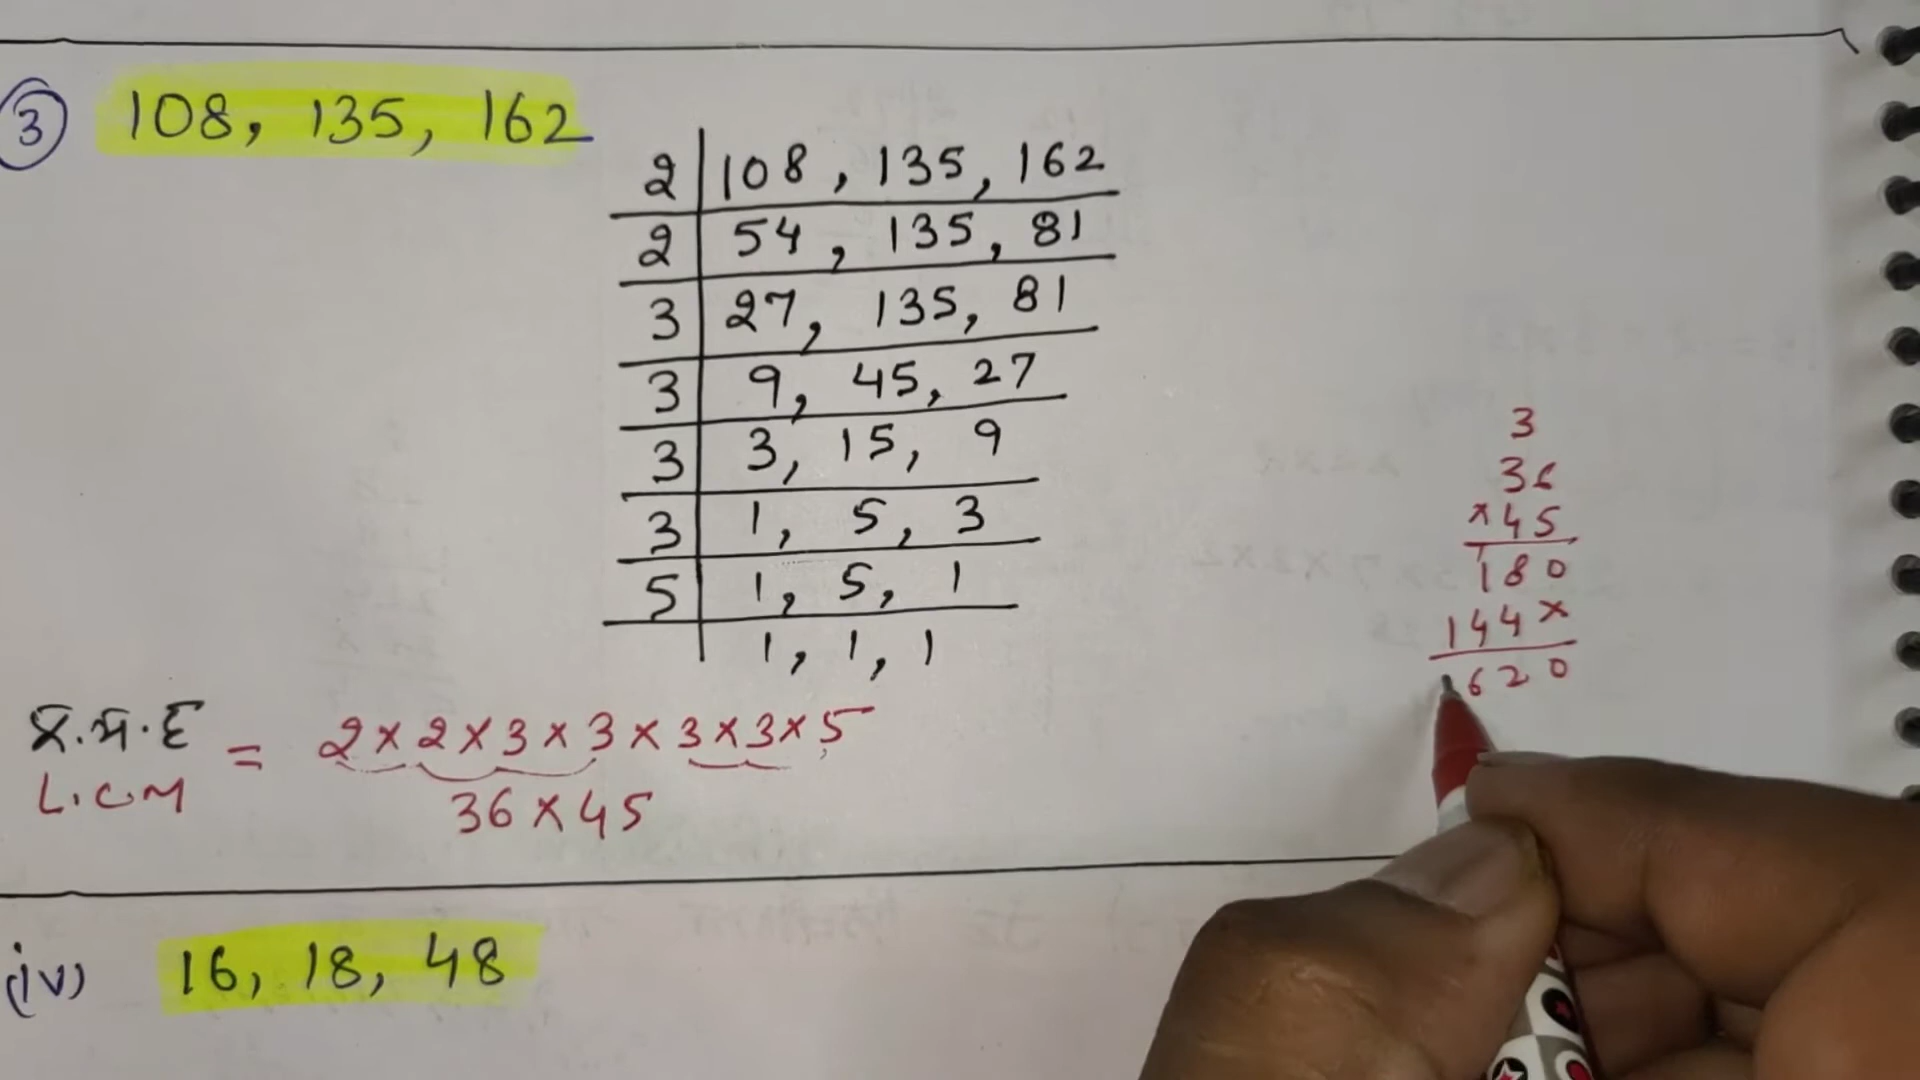 ③ 108, 135, 162
2 | 108, 135, 162
2 | 54, 135, 81
3 | 27, 135, 81
3 | 9, 45, 27
3 | 3, 15, 9
3 | 1, 5, 3
5 | 1, 5, 1
1, 1, 1
= 2×2×3×3×3×3×5
L.C.M
36×45
3
36
×45
180
144×
620
(iv) 16, 18, 48